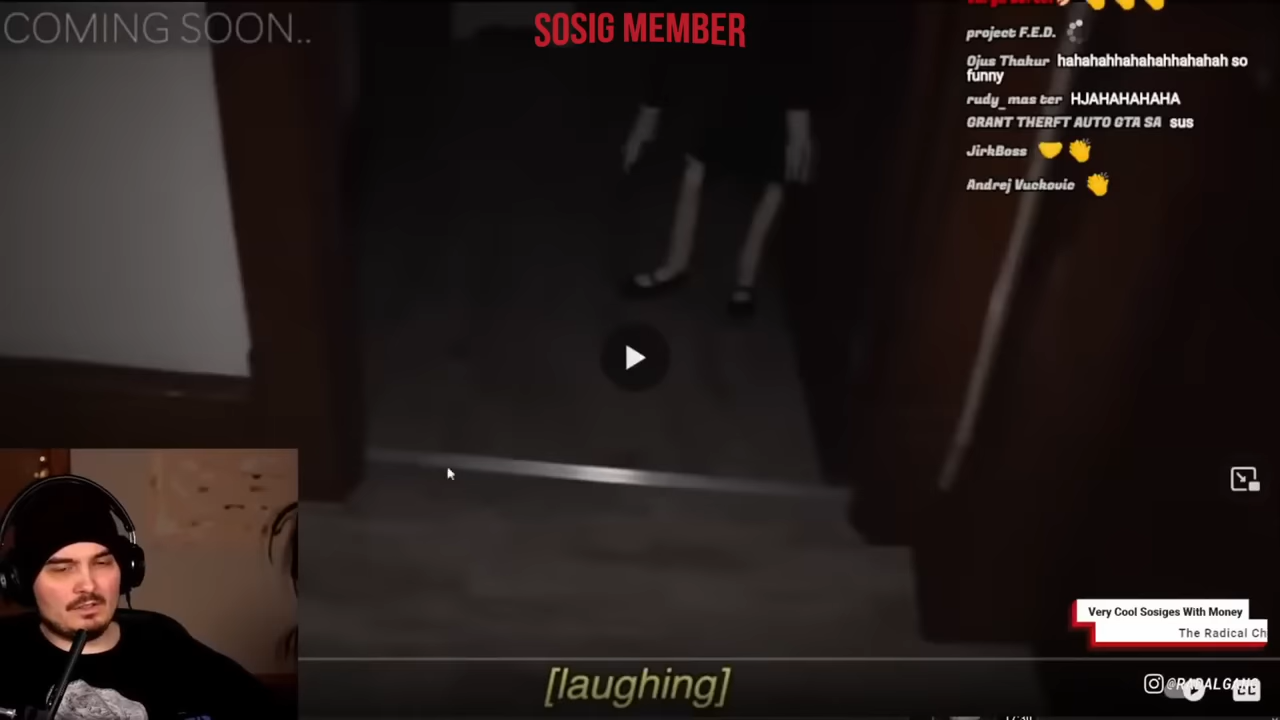 COMING SOON..
SOSIG MEMBER
project F.E.D.
Ojus Thakur hahahahhahahahhahahah so
funny
rudy_mas ter HJAHAHAHAHA
GRANT THERFT AUTO GTA SA sus
JirkBoss
Andrej Vuckovic
Very Cool Sosiges With Money
The Radical Ch
[laughing]